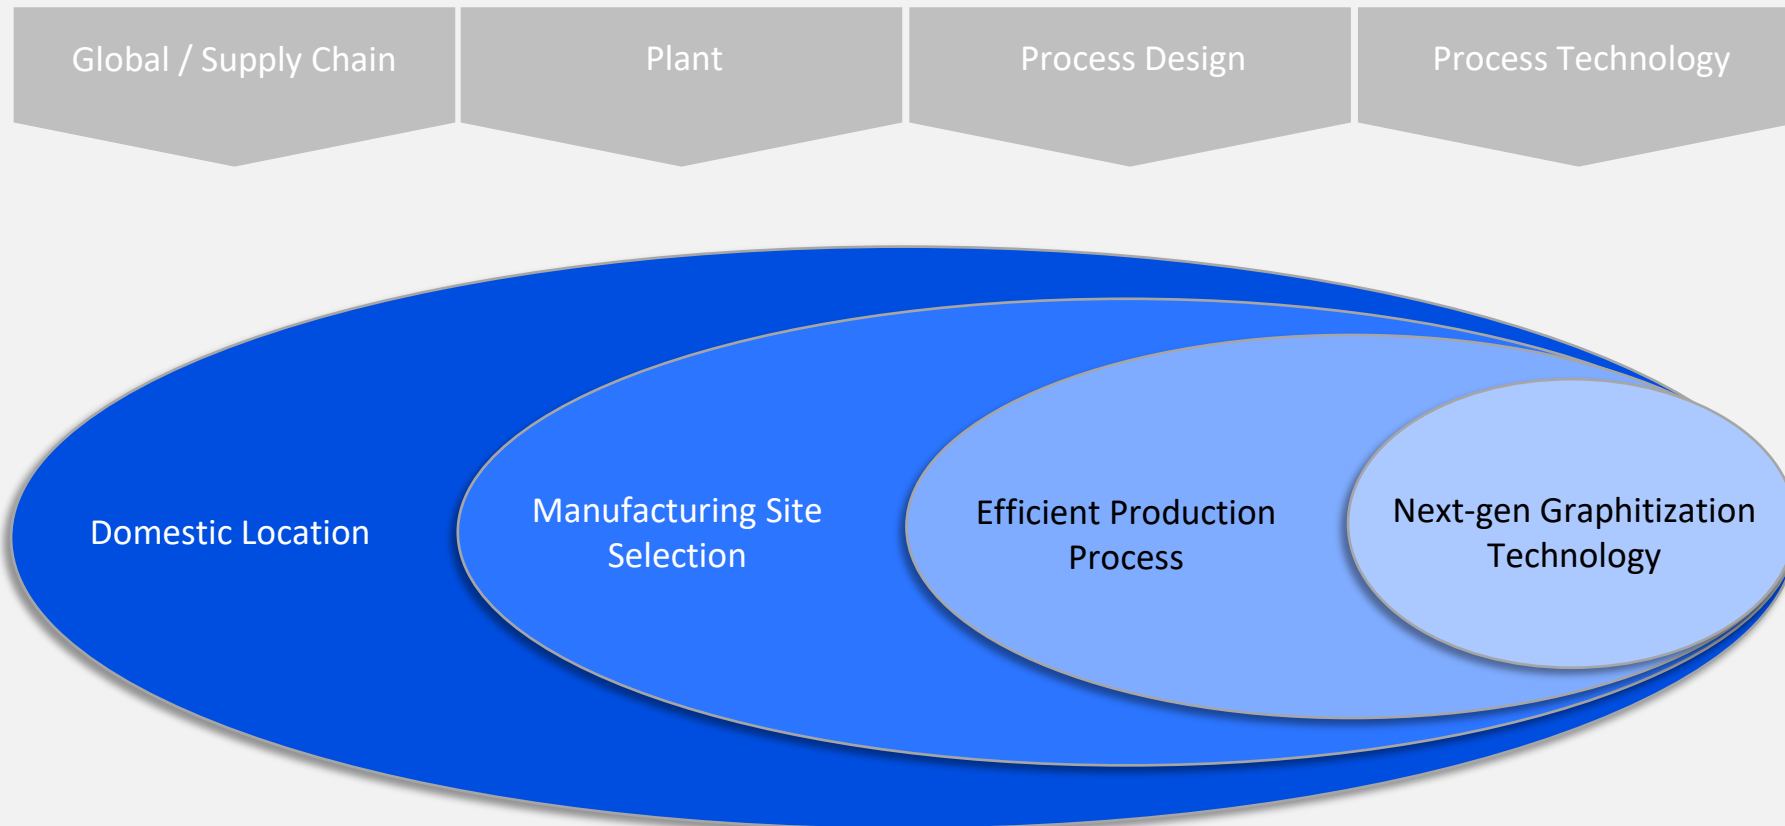 Global / Supply Chain
Plant
Process Design
Process Technology
Domestic Location
Manufacturing Site
Selection
Efficient Production
Process
Next-gen Graphitization
Technology